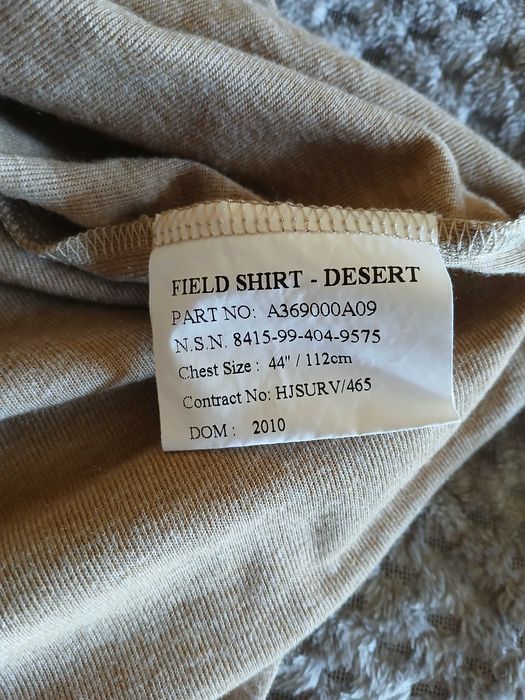 FIELD SHIRT - DESERT
PART NO: A369000A09
N.S.N. 8415-99-404-9575
Chest Size : 44" / 112cm
Contract No: HJSURV/465
DOM : 2010